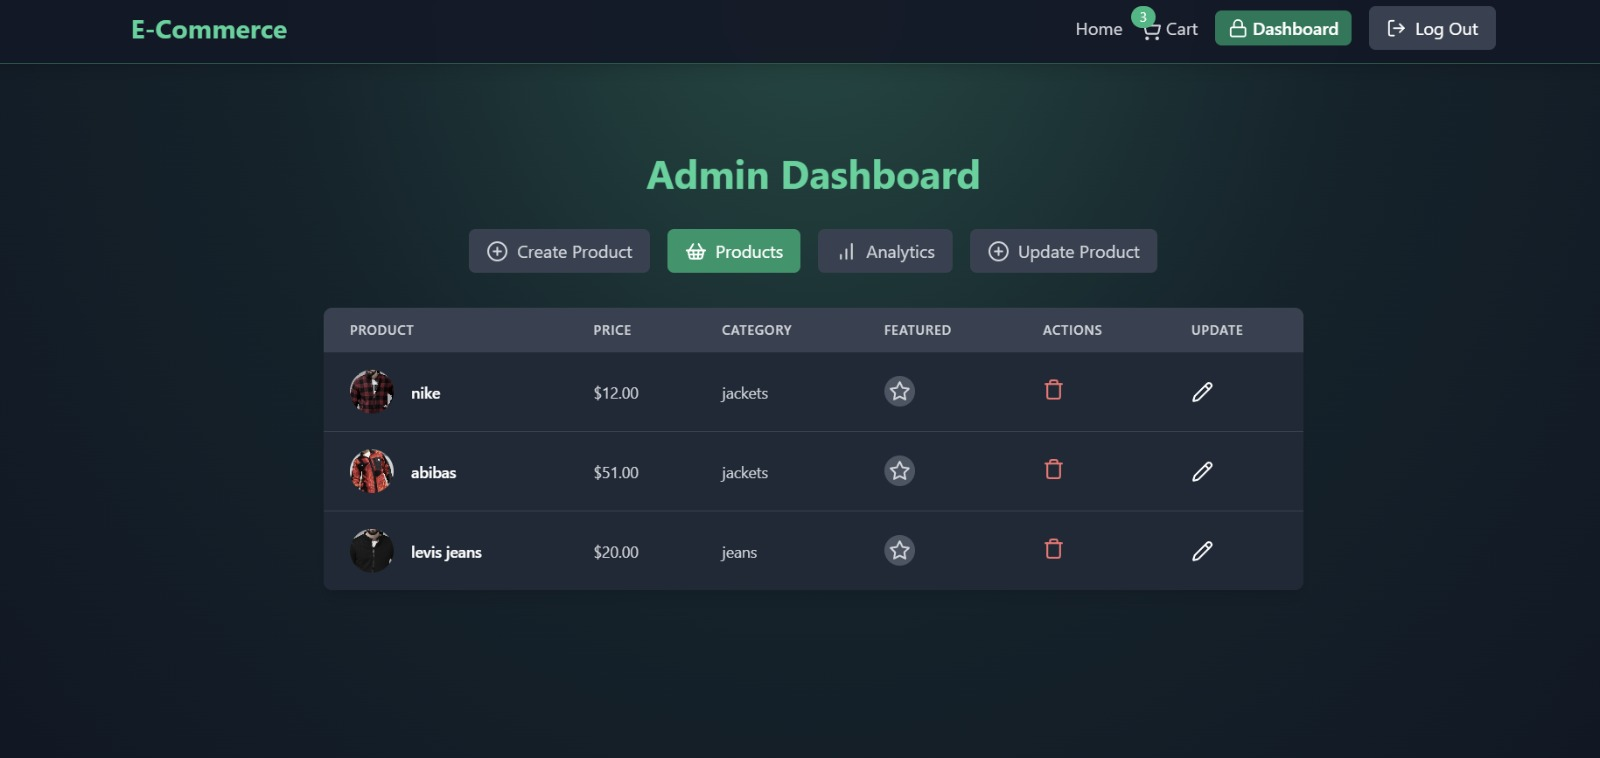 E-Commerce
Home 3 Cart Dashboard Log Out
Admin Dashboard
Create Product Products Analytics Update Product
PRODUCT PRICE CATEGORY FEATURED ACTIONS UPDATE
nike $12.00 jackets
abibas $51.00 jackets
levis jeans $20.00 jeans